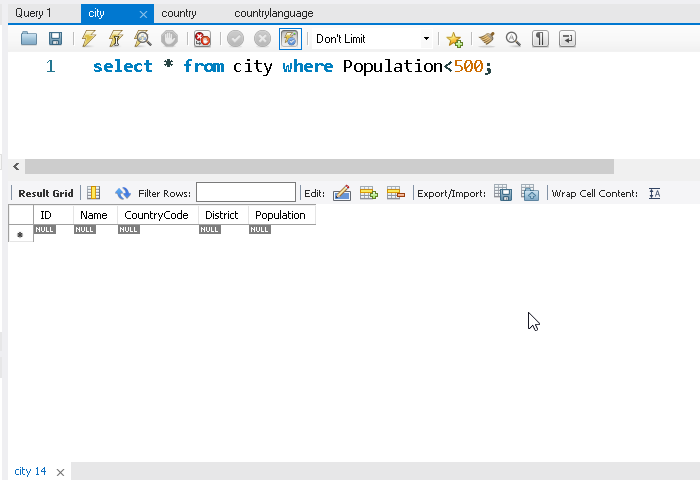 Query 1 city country countrylanguage
Don't Limit
1 select * from city where Population<500;
Result Grid Filter Rows: Edit: Export/Import: Wrap Cell Content:
ID Name CountryCode District Population
* NULL NULL NULL NULL NULL
city 14